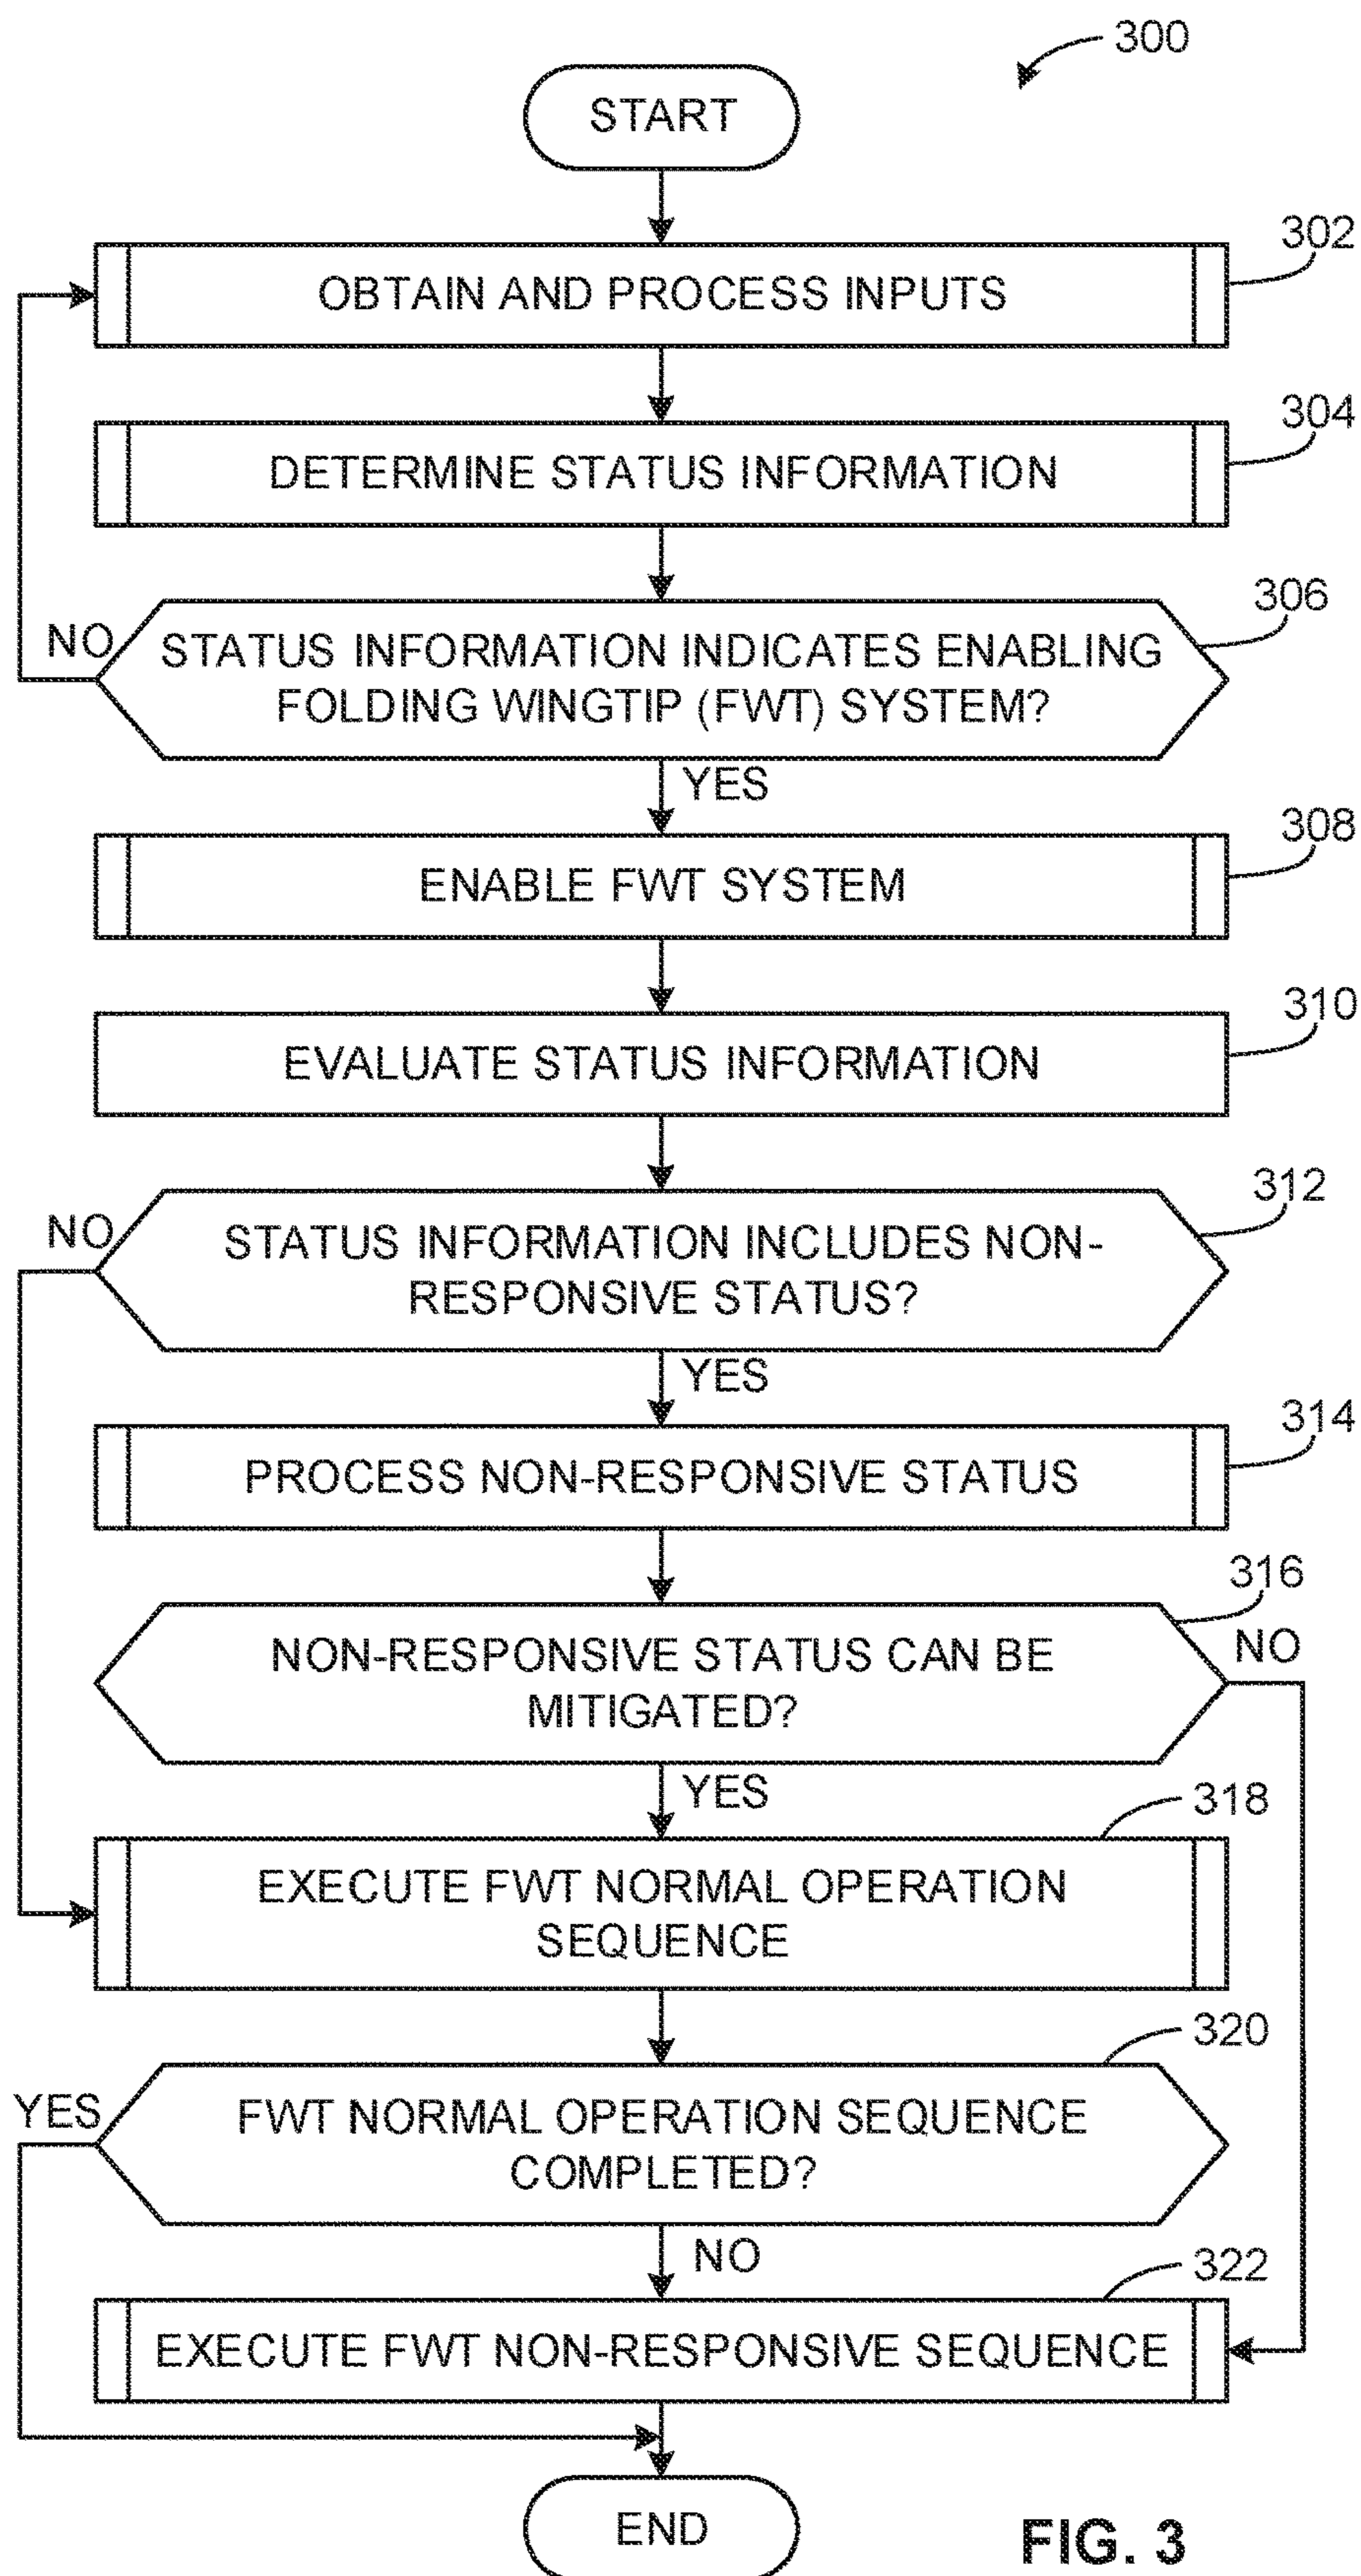 300
START
302
OBTAIN AND PROCESS INPUTS
304
DETERMINE STATUS INFORMATION
306
NO
STATUS INFORMATION INDICATES ENABLING
FOLDING WINGTIP (FWT) SYSTEM?
YES
308
ENABLE FWT SYSTEM
310
EVALUATE STATUS INFORMATION
312
NO
STATUS INFORMATION INCLUDES NON-
RESPONSIVE STATUS?
YES
314
PROCESS NON-RESPONSIVE STATUS
316
NON-RESPONSIVE STATUS CAN BE
MITIGATED?
NO
YES
318
EXECUTE FWT NORMAL OPERATION
SEQUENCE
320
YES
FWT NORMAL OPERATION SEQUENCE
COMPLETED?
NO
322
EXECUTE FWT NON-RESPONSIVE SEQUENCE
END
FIG. 3